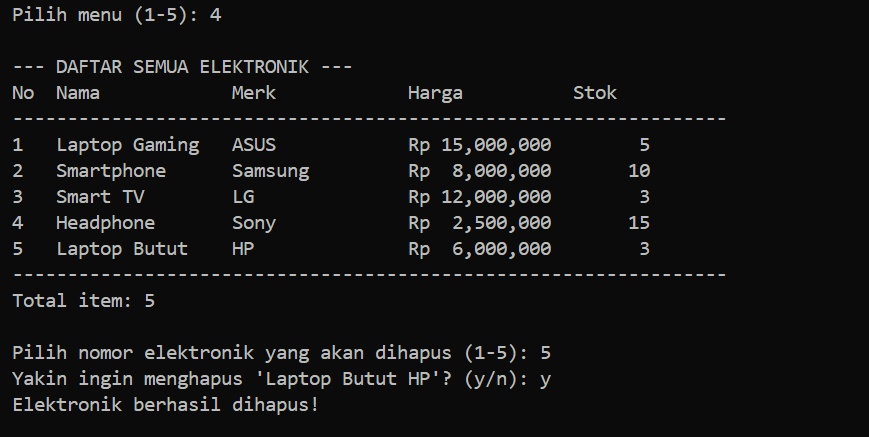 Pilih menu (1-5): 4
--- DAFTAR SEMUA ELEKTRONIK ---
No  Nama            Merk            Harga          Stok
-----------------------------------------------------------------
1   Laptop Gaming   ASUS            Rp 15,000,000        5
2   Smartphone      Samsung         Rp  8,000,000       10
3   Smart TV        LG              Rp 12,000,000        3
4   Headphone       Sony            Rp  2,500,000       15
5   Laptop Butut    HP              Rp  6,000,000        3
-----------------------------------------------------------------
Total item: 5
Pilih nomor elektronik yang akan dihapus (1-5): 5
Yakin ingin menghapus 'Laptop Butut HP'? (y/n): y
Elektronik berhasil dihapus!